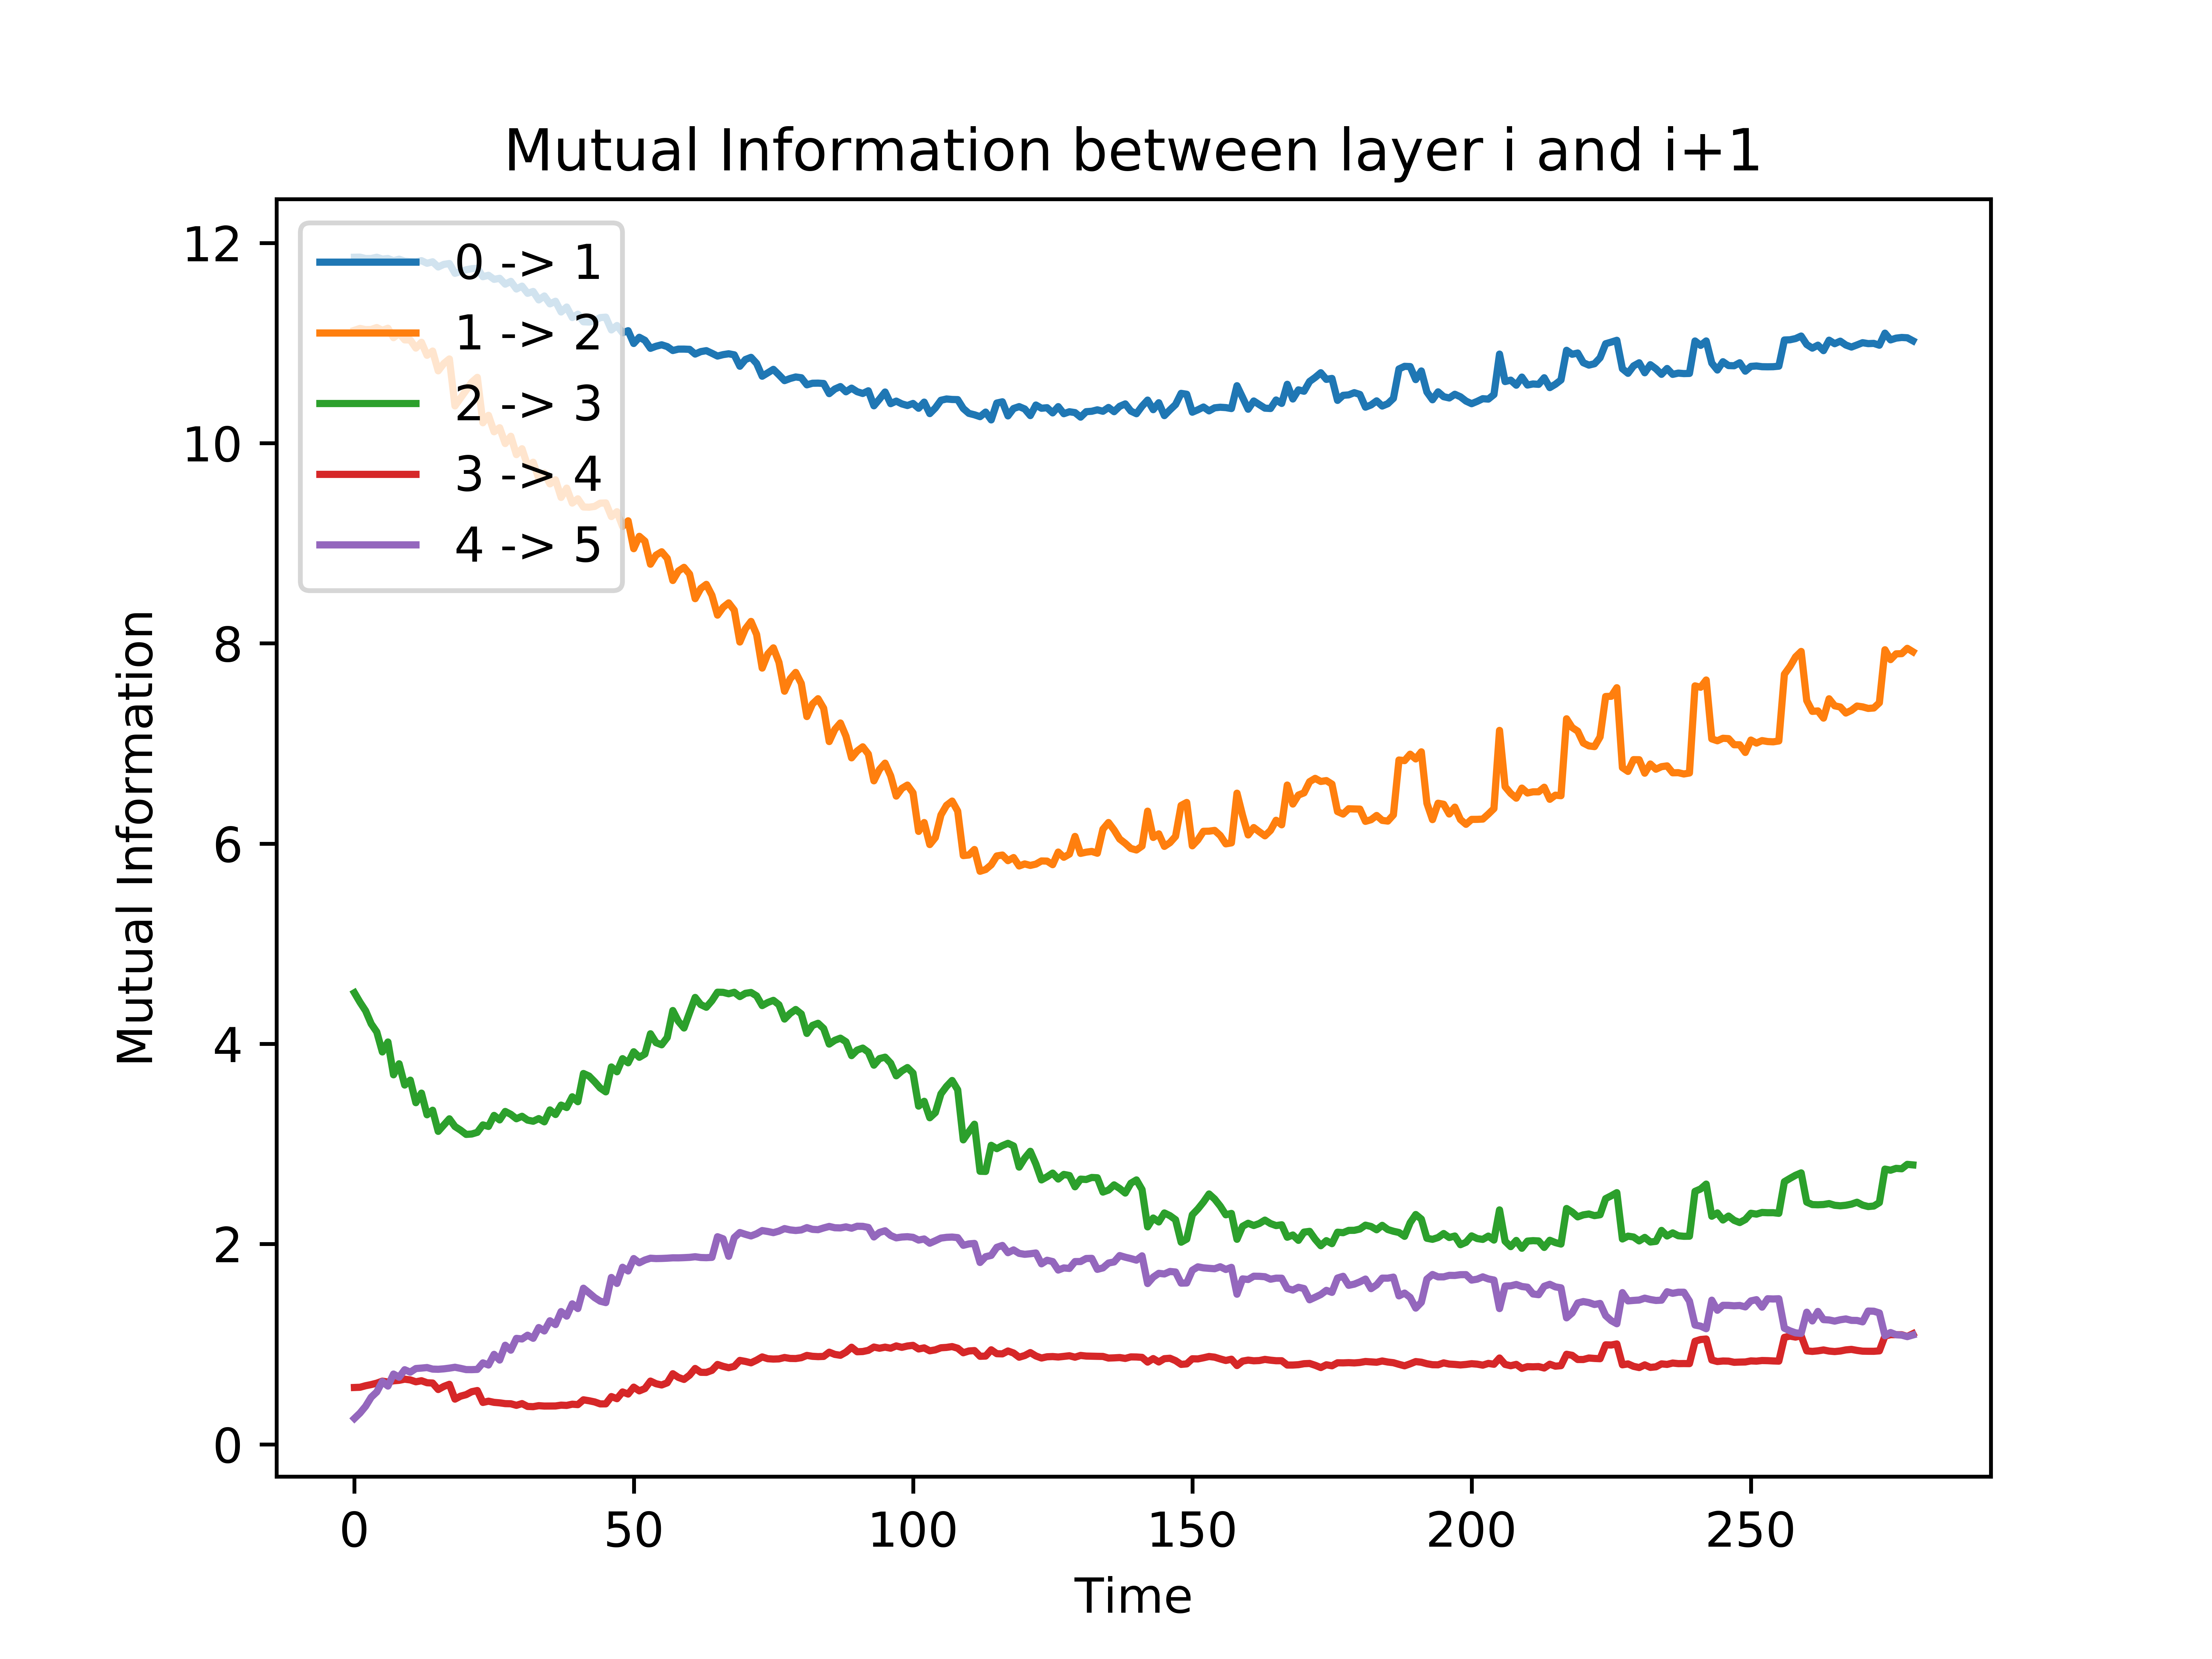 Mutual Information between layer i and i+1
12
10
8
6
4
2
0
Mutual Information
0 -> 1
1 -> 2
2 -> 3
3 -> 4
4 -> 5
0 50 100 150 200 250
Time